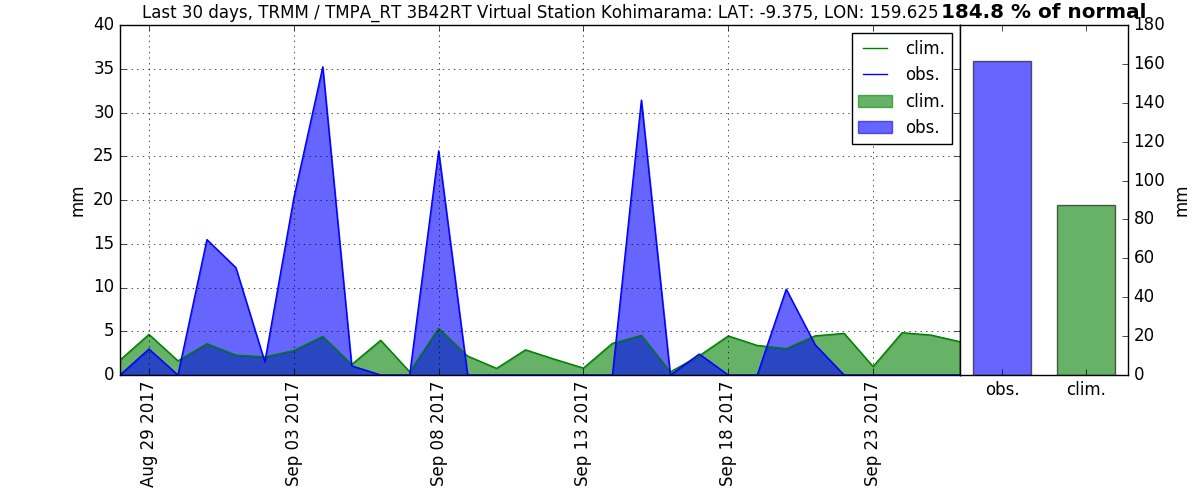 Last 30 days, TRMM / TMPA_RT 3B42RT Virtual Station Kohimarama: LAT: -9.375, LON: 159.625
184.8 % of normal
40
35
30
25
20
15
10
5
0
mm
clim.
obs.
clim.
obs.
Aug 29 2017
Sep 03 2017
Sep 08 2017
Sep 13 2017
Sep 18 2017
Sep 23 2017
180
160
140
120
100
80
60
40
20
0
mm
obs.
clim.